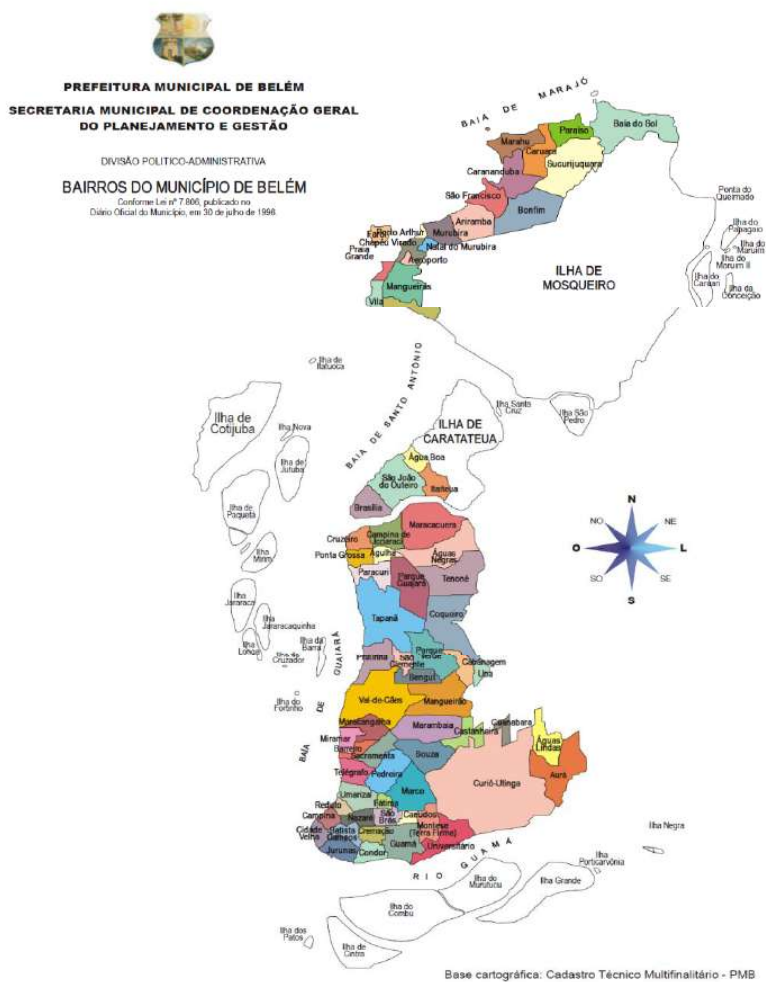 PREFEITURA MUNICIPAL DE BELÉM
SECRETARIA MUNICIPAL DE COORDENAÇÃO GERAL
DO PLANEJAMENTO E GESTÃO
DIVISÃO POLITICO-ADMINISTRATIVA
BAIRROS DO MUNICÍPIO DE BELÉM
Conforme Lei nº 7.806, publicado no
Diário Oficial do Município, em 30 de julho de 1996.
BAIA DE MARAJÓ
Paraíso
Baia do Sol
Marahu
Caruara
Sucurijuquara
Carananduba
São Francisco
Bonfim
Ariramba
Murubira
Porto Arthur
Farol
Chapéu Virado
Natal do Murubira
Praia
Grande
Aeroporto
Mangueiras
Vila
ILHA DE
MOSQUEIRO
Ponta do
Queimado
Ilha do
Papagaio
Ilha do
Maruim
Ilha do
Maruim II
Ilha do
Ilha da
Conceição
Ilha de
Tatuoca
BAIA DE SANTO ANTÔNIO
Ilha de
Cotijuba
Ilha Nova
Ilha de
Jutuba
Ilha de
Paquetá
Ilha
Mirim
Ilha
Jararaca
Ilha
Jararaquinha
Ilha
Longa
Ilha do
Cruzador
Ilha da
Barra
Ilha do
Fortinho
ILHA DE
CARATATEUA
Ilha Santa
Cruz
Ilha São
Pedro
Água Boa
São João
do Outeiro
Itaiteua
Brasília
Maracacuera
Cruzeiro
Campina de
Icoaraci
Ponta Grossa
Agulha
Águas
Negras
Paracuri
Parque
Guajará
Tenoné
Tapanã
Coqueiro
Parque
Verde
Pratinha
São
Clemente
Cabanagem
Una
Bengui
Val-de-Cães
Mangueirão
BAÍA DE GUAJARÁ
Maracangalha
Marambaia
Castanheira
Guanabara
Águas
Lindas
Aurá
Miramar
Barreiro
Sacramenta
Souza
Telégrafo
Pedreira
Curió-Utinga
Marco
Umarizal
Fátima
Reduto
Campina
Nazaré
São
Brás
Canudos
Cidade
Velha
Batista
Campos
Cremação
Montese
(Terra Firme)
Jurunas
Condor
Guamá
Universitário
RIO GUAMÁ
N
NO
NE
O
L
SO
SE
S
Ilha Negra
Ilha
Porticarvônia
Ilha do
Murutucu
Ilha Grande
Ilha do
Combu
Ilha dos
Patos
Ilha de
Cintra
Base cartográfica: Cadastro Técnico Multifinalitário - PMB